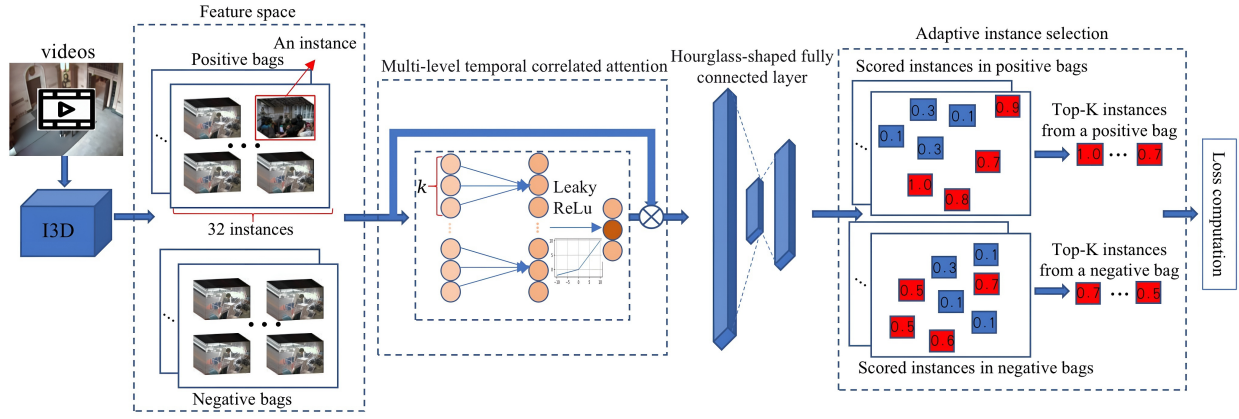 videos
I3D
Feature space
An instance
Positive bags
...
...
32 instances
...
...
Negative bags
Multi-level temporal correlated attention
k
Leaky
ReLu
Hourglass-shaped fully
connected layer
Adaptive instance selection
Scored instances in positive bags
0.3 0.1 0.9
0.1 0.3
0.7
1.0 0.8
...
Top-K instances
from a positive bag
1.0 ... 0.7
0.1
0.3
0.5 0.7
0.1
0.5 0.1
0.6
...
Top-K instances
from a negative bag
0.7 ... 0.5
Scored instances in negative bags
Loss computation